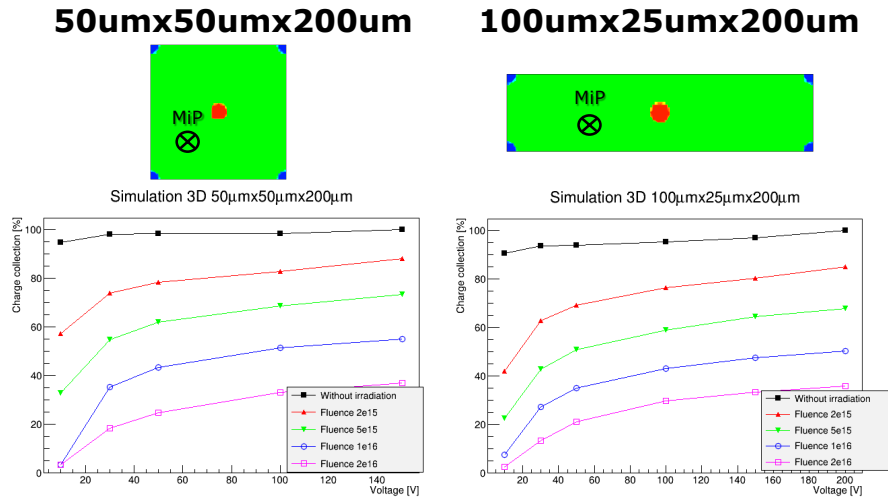 50umx50umx200um
100umx25umx200um
MiP
MiP
Simulation 3D 50μmx50μmx200μm
Charge collection [%]
100
80
60
40
20
0
Without irradiation
Fluence 2e15
Fluence 5e15
Fluence 1e16
Fluence 2e16
20 40 60 80 100 120 140
Voltage [V]
Simulation 3D 100μmx25μmx200μm
Charge collection [%]
100
80
60
40
20
0
Without irradiation
Fluence 2e15
Fluence 5e15
Fluence 1e16
Fluence 2e16
20 40 60 80 100 120 140 160 180 200
Voltage [V]